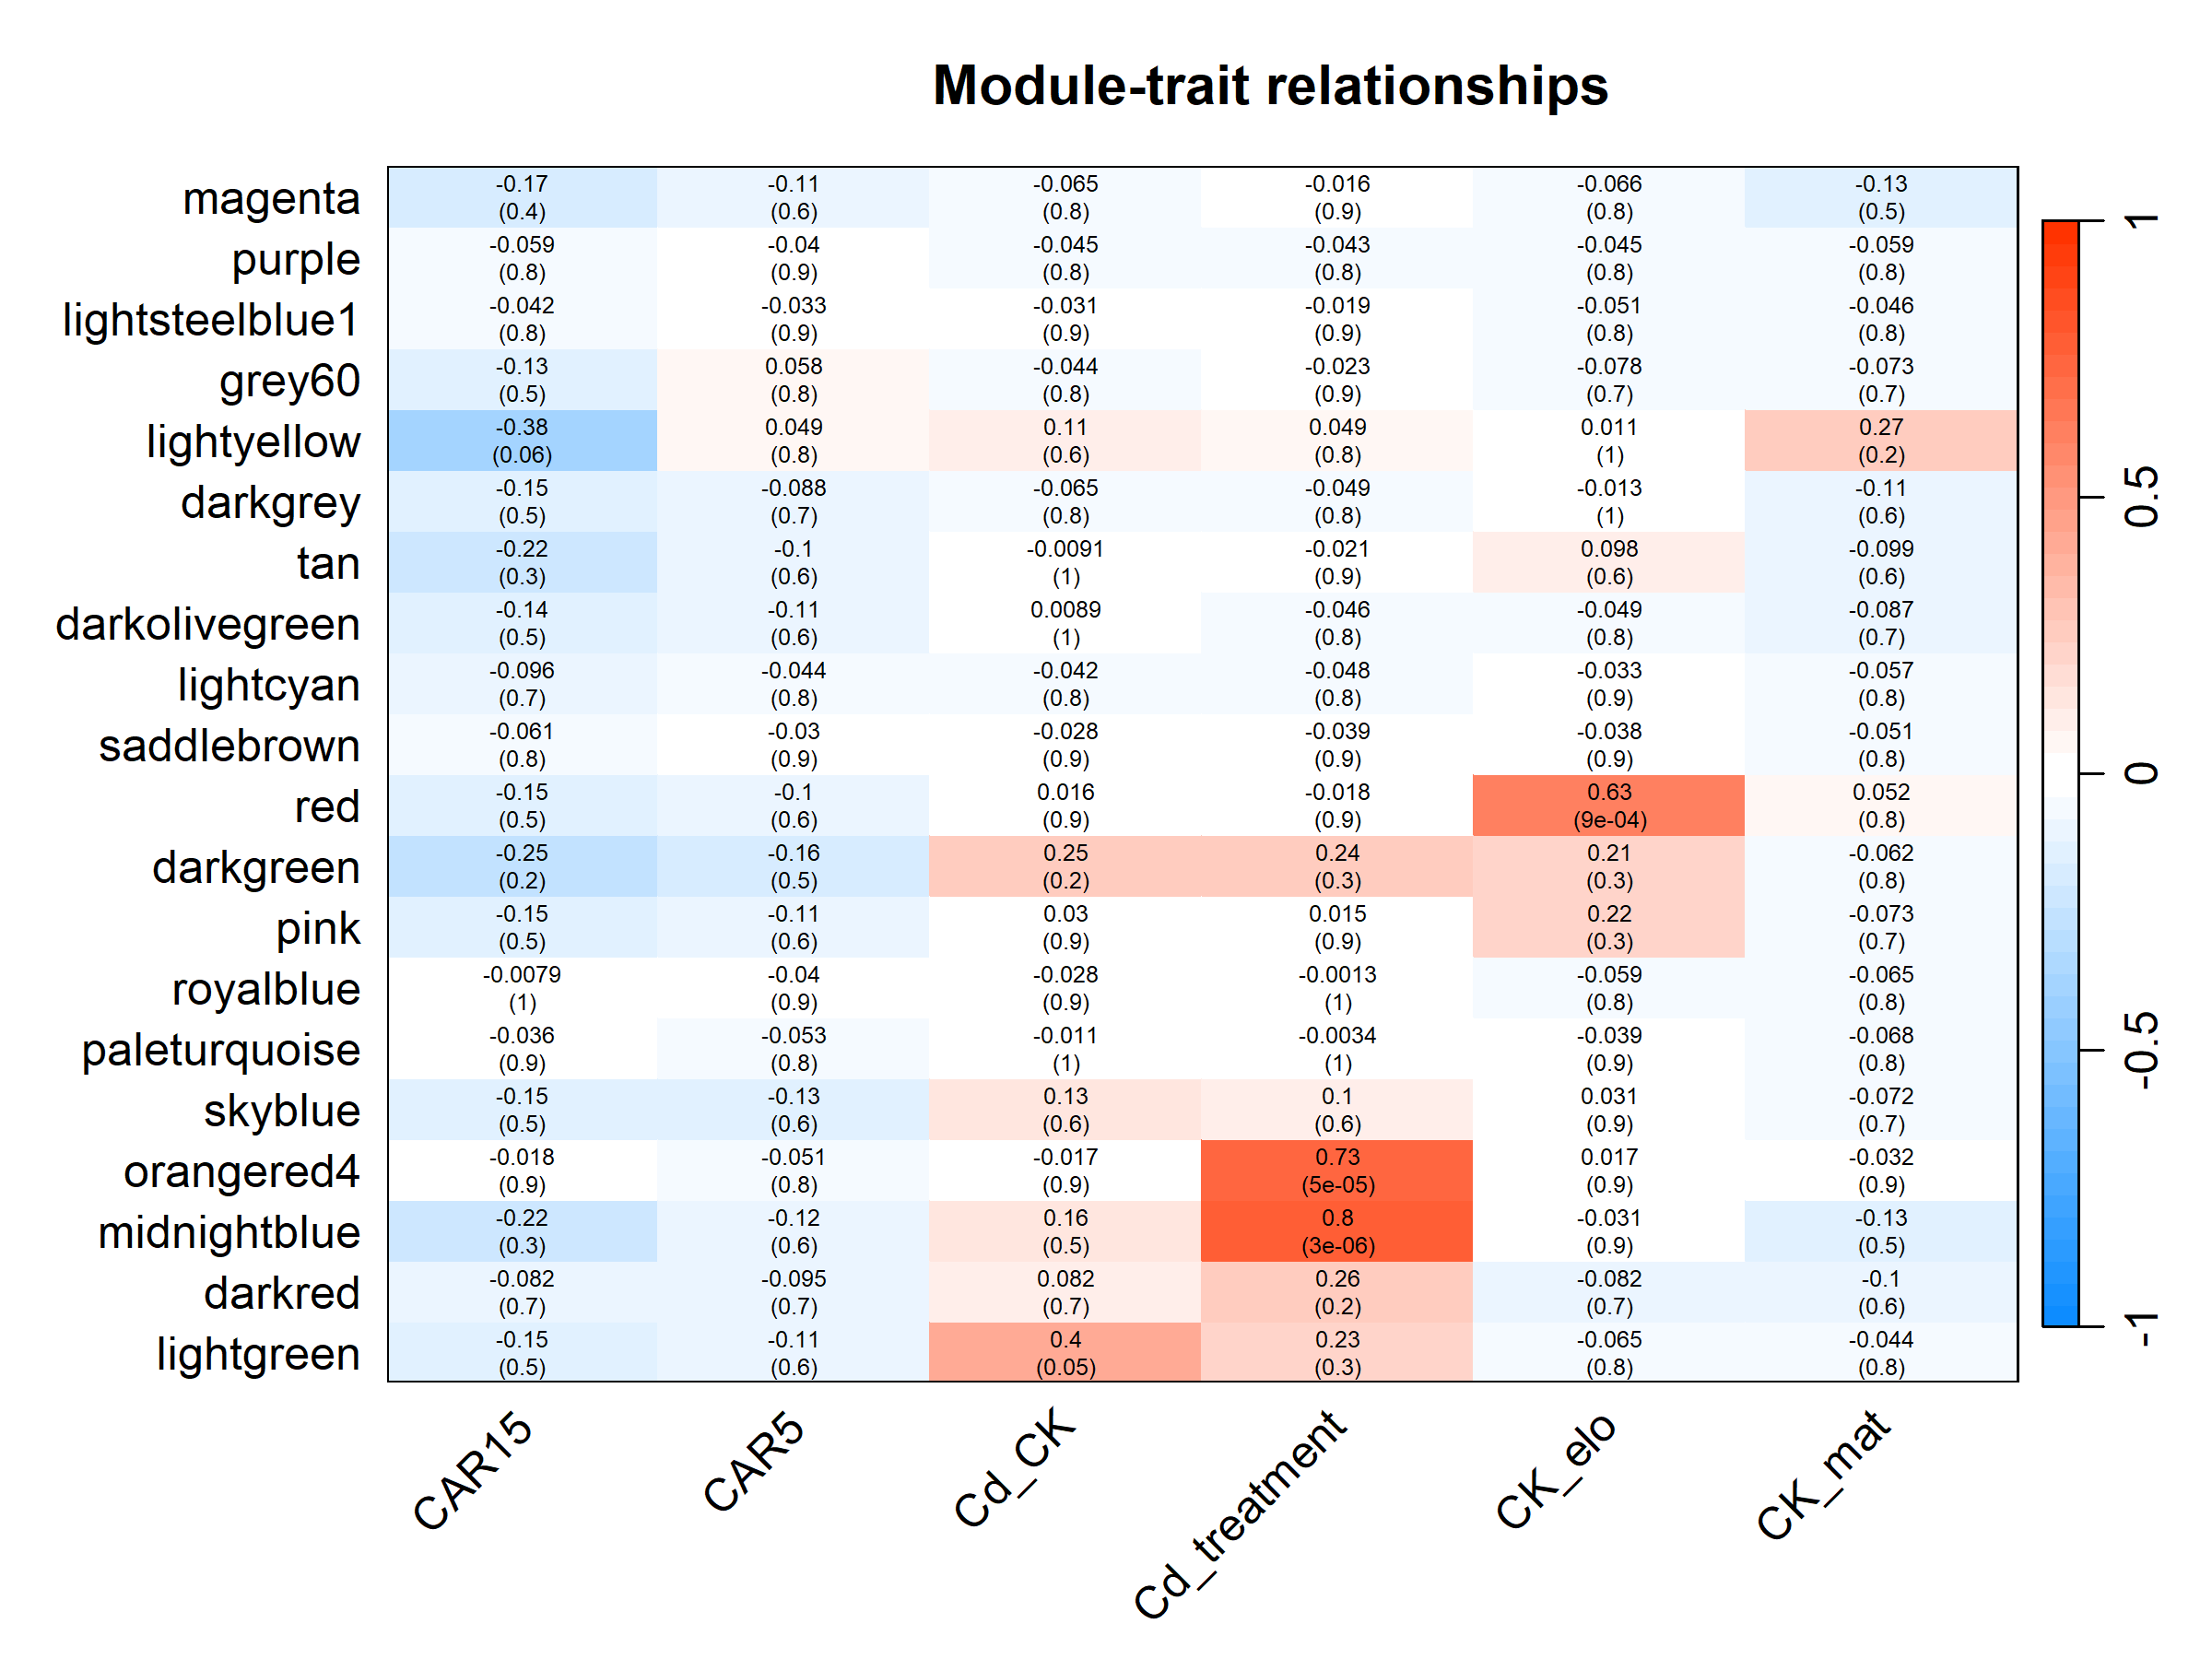 Module-trait relationships
magenta -0.17 -0.11 -0.065 -0.016 -0.066 -0.13
(0.4) (0.6) (0.8) (0.9) (0.8) (0.5)
purple -0.059 -0.04 -0.045 -0.043 -0.045 -0.059
(0.8) (0.9) (0.8) (0.8) (0.8) (0.8)
lightsteelblue1 -0.042 -0.033 -0.031 -0.019 -0.051 -0.046
(0.8) (0.9) (0.9) (0.9) (0.8) (0.8)
grey60 -0.13 0.058 -0.044 -0.023 -0.078 -0.073
(0.5) (0.8) (0.8) (0.9) (0.7) (0.7)
lightyellow -0.38 0.049 0.11 0.049 0.011 0.27
(0.06) (0.8) (0.6) (0.8) (1) (0.2)
darkgrey -0.15 -0.088 -0.065 -0.049 -0.013 -0.11
(0.5) (0.7) (0.8) (0.8) (1) (0.6)
tan -0.22 -0.1 -0.0091 -0.021 0.098 -0.099
(0.3) (0.6) (1) (0.9) (0.6) (0.6)
darkolivegreen -0.14 -0.11 0.0089 -0.046 -0.049 -0.087
(0.5) (0.6) (1) (0.8) (0.8) (0.7)
lightcyan -0.096 -0.044 -0.042 -0.048 -0.033 -0.057
(0.7) (0.8) (0.8) (0.8) (0.9) (0.8)
saddlebrown -0.061 -0.03 -0.028 -0.039 -0.038 -0.051
(0.8) (0.9) (0.9) (0.9) (0.9) (0.8)
red -0.15 -0.1 0.016 -0.018 0.63 0.052
(0.5) (0.6) (0.9) (0.9) (9e-04) (0.8)
darkgreen -0.25 -0.16 0.25 0.24 0.21 -0.062
(0.2) (0.5) (0.2) (0.3) (0.3) (0.8)
pink -0.15 -0.11 0.03 0.015 0.22 -0.073
(0.5) (0.6) (0.9) (0.9) (0.3) (0.7)
royalblue -0.0079 -0.04 -0.028 -0.0013 -0.059 -0.065
(1) (0.9) (0.9) (1) (0.8) (0.8)
paleturquoise -0.036 -0.053 -0.011 -0.0034 -0.039 -0.068
(0.9) (0.8) (1) (1) (0.9) (0.8)
skyblue -0.15 -0.13 0.13 0.1 0.031 -0.072
(0.5) (0.6) (0.6) (0.6) (0.9) (0.7)
orangered4 -0.018 -0.051 -0.017 0.73 0.017 -0.032
(0.9) (0.8) (0.9) (5e-05) (0.9) (0.9)
midnightblue -0.22 -0.12 0.16 0.8 -0.031 -0.13
(0.3) (0.6) (0.5) (3e-06) (0.9) (0.5)
darkred -0.082 -0.095 0.082 0.26 -0.082 -0.1
(0.7) (0.7) (0.7) (0.2) (0.7) (0.6)
lightgreen -0.15 -0.11 0.4 0.23 -0.065 -0.044
(0.5) (0.6) (0.05) (0.3) (0.8) (0.8)
CAR15 CAR5 Cd_CK Cd_treatment CK_elo CK_mat
1
0.5
0
-0.5
-1